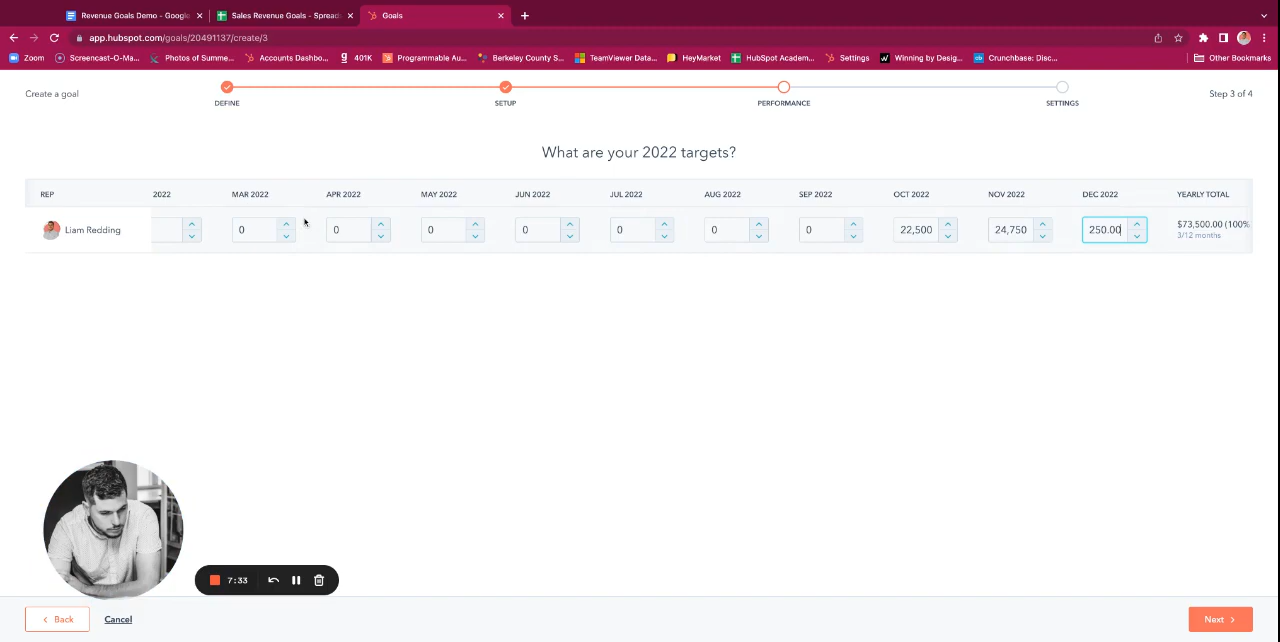 Revenue Goals Demo - Google
Sales Revenue Goals - Spreads
Goals
app.hubspot.com/goals/20491137/create/3
Zoom
Screencast-O-Ma...
Photos of Summe...
Accounts Dashbo...
401K
Programmable Au...
Berkeley County S...
TeamViewer Data...
HeyMarket
HubSpot Academ...
Settings
Winning by Desig...
Crunchbase: Disc...
Other Bookmarks
Create a goal
DEFINE
SETUP
PERFORMANCE
SETTINGS
Step 3 of 4
What are your 2022 targets?
REP 2022 MAR 2022 APR 2022 MAY 2022 JUN 2022 JUL 2022 AUG 2022 SEP 2022 OCT 2022 NOV 2022 DEC 2022 YEARLY TOTAL
Liam Redding 0 0 0 0 0 0 0 22,500 24,750 250.00 $73,500.00 (100%
3/12 months
7:33
Back
Cancel
Next